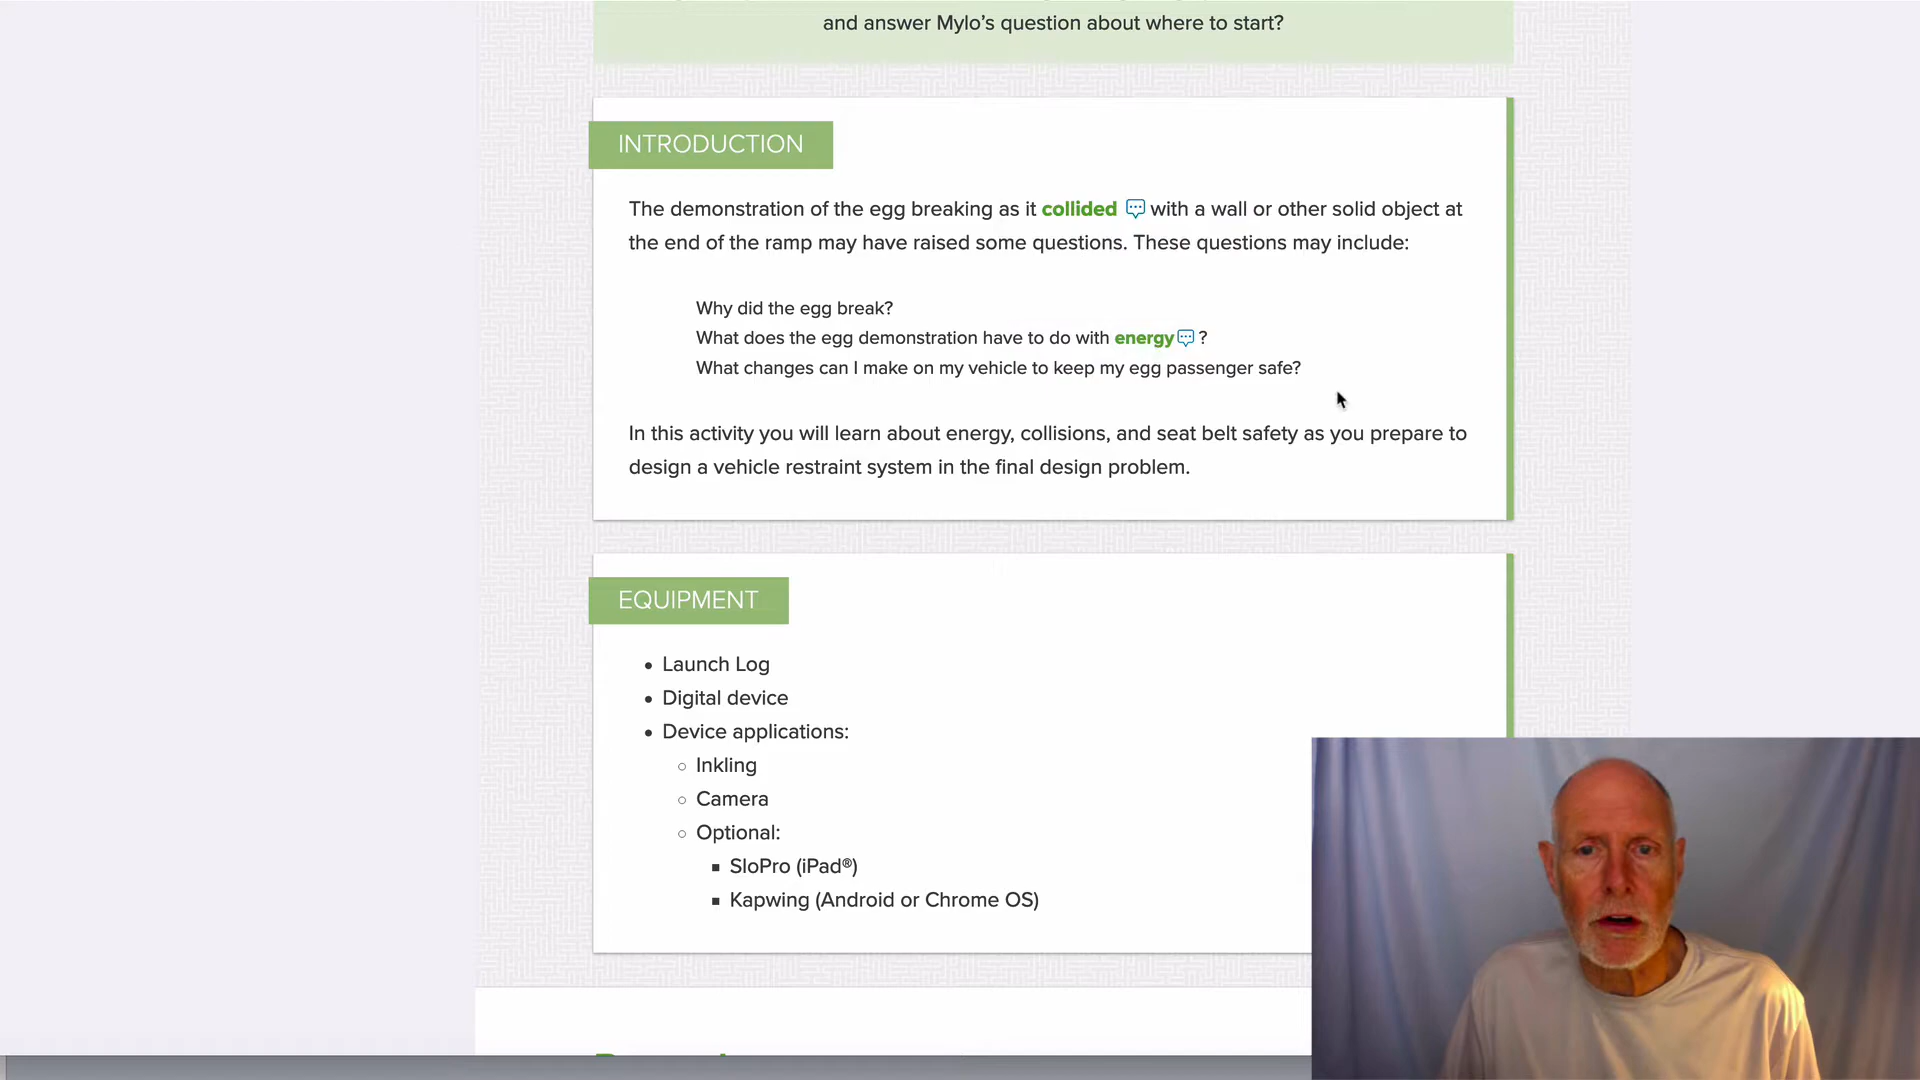 and answer Mylo’s question about where to start?
INTRODUCTION
The demonstration of the egg breaking as it collided with a wall or other solid object at
the end of the ramp may have raised some questions. These questions may include:
Why did the egg break?
What does the egg demonstration have to do with energy ?
What changes can I make on my vehicle to keep my egg passenger safe?
In this activity you will learn about energy, collisions, and seat belt safety as you prepare to
design a vehicle restraint system in the final design problem.
EQUIPMENT
• Launch Log
• Digital device
• Device applications:
○ Inkling
○ Camera
○ Optional:
▪ SloPro (iPad®)
▪ Kapwing (Android or Chrome OS)